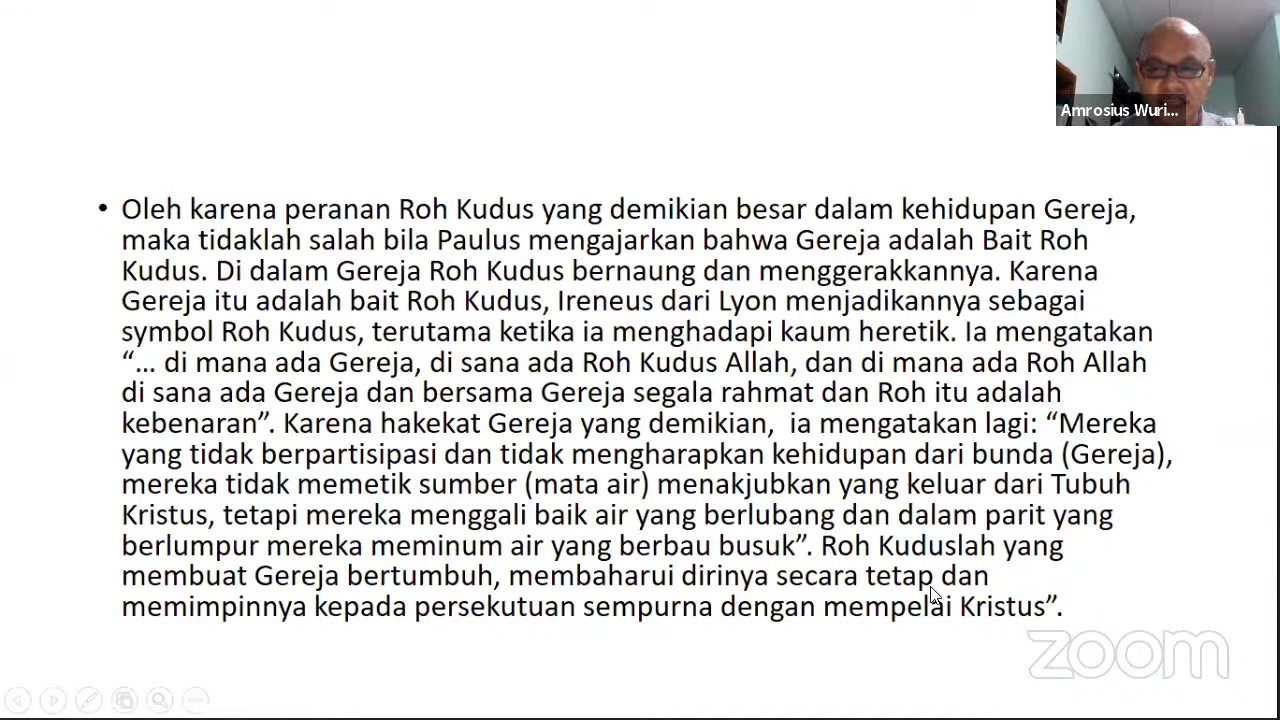 Amrosius Wuri...
• Oleh karena peranan Roh Kudus yang demikian besar dalam kehidupan Gereja,
maka tidaklah salah bila Paulus mengajarkan bahwa Gereja adalah Bait Roh
Kudus. Di dalam Gereja Roh Kudus bernaung dan menggerakkannya. Karena
Gereja itu adalah bait Roh Kudus, Ireneus dari Lyon menjadikannya sebagai
symbol Roh Kudus, terutama ketika ia menghadapi kaum heretik. Ia mengatakan
“... di mana ada Gereja, di sana ada Roh Kudus Allah, dan di mana ada Roh Allah
di sana ada Gereja dan bersama Gereja segala rahmat dan Roh itu adalah
kebenaran”. Karena hakekat Gereja yang demikian,  ia mengatakan lagi: “Mereka
yang tidak berpartisipasi dan tidak mengharapkan kehidupan dari bunda (Gereja),
mereka tidak memetik sumber (mata air) menakjubkan yang keluar dari Tubuh
Kristus, tetapi mereka menggali baik air yang berlubang dan dalam parit yang
berlumpur mereka meminum air yang berbau busuk”. Roh Kuduslah yang
membuat Gereja bertumbuh, membaharui dirinya secara tetap dan
memimpinnya kepada persekutuan sempurna dengan mempelai Kristus”.
zoom